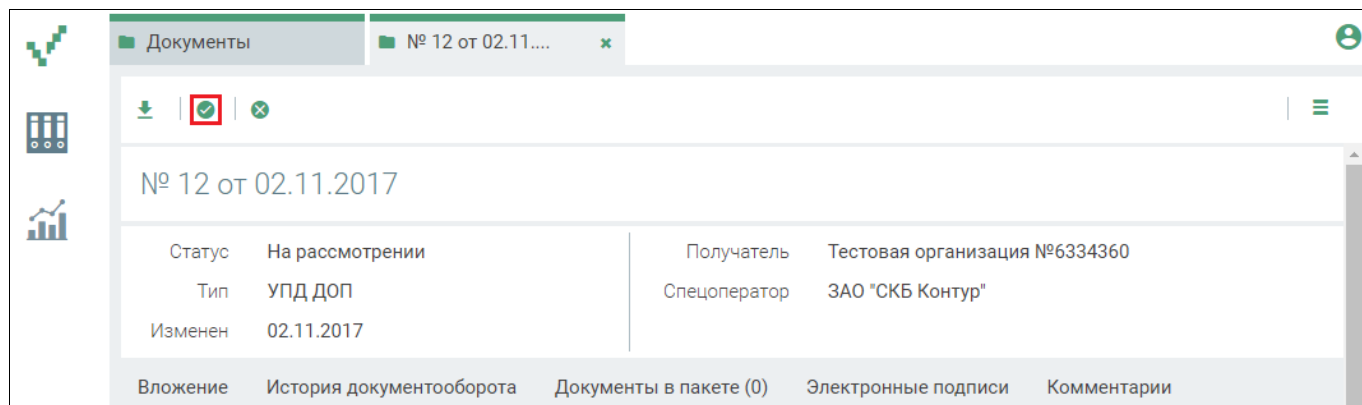 Документы
№ 12 от 02.11....
№ 12 от 02.11.2017
Статус На рассмотрении Получатель Тестовая организация №6334360
Тип УПД ДОП Спецоператор ЗАО "СКБ Контур"
Изменен 02.11.2017
Вложение История документооборота Документы в пакете (0) Электронные подписи Комментарии